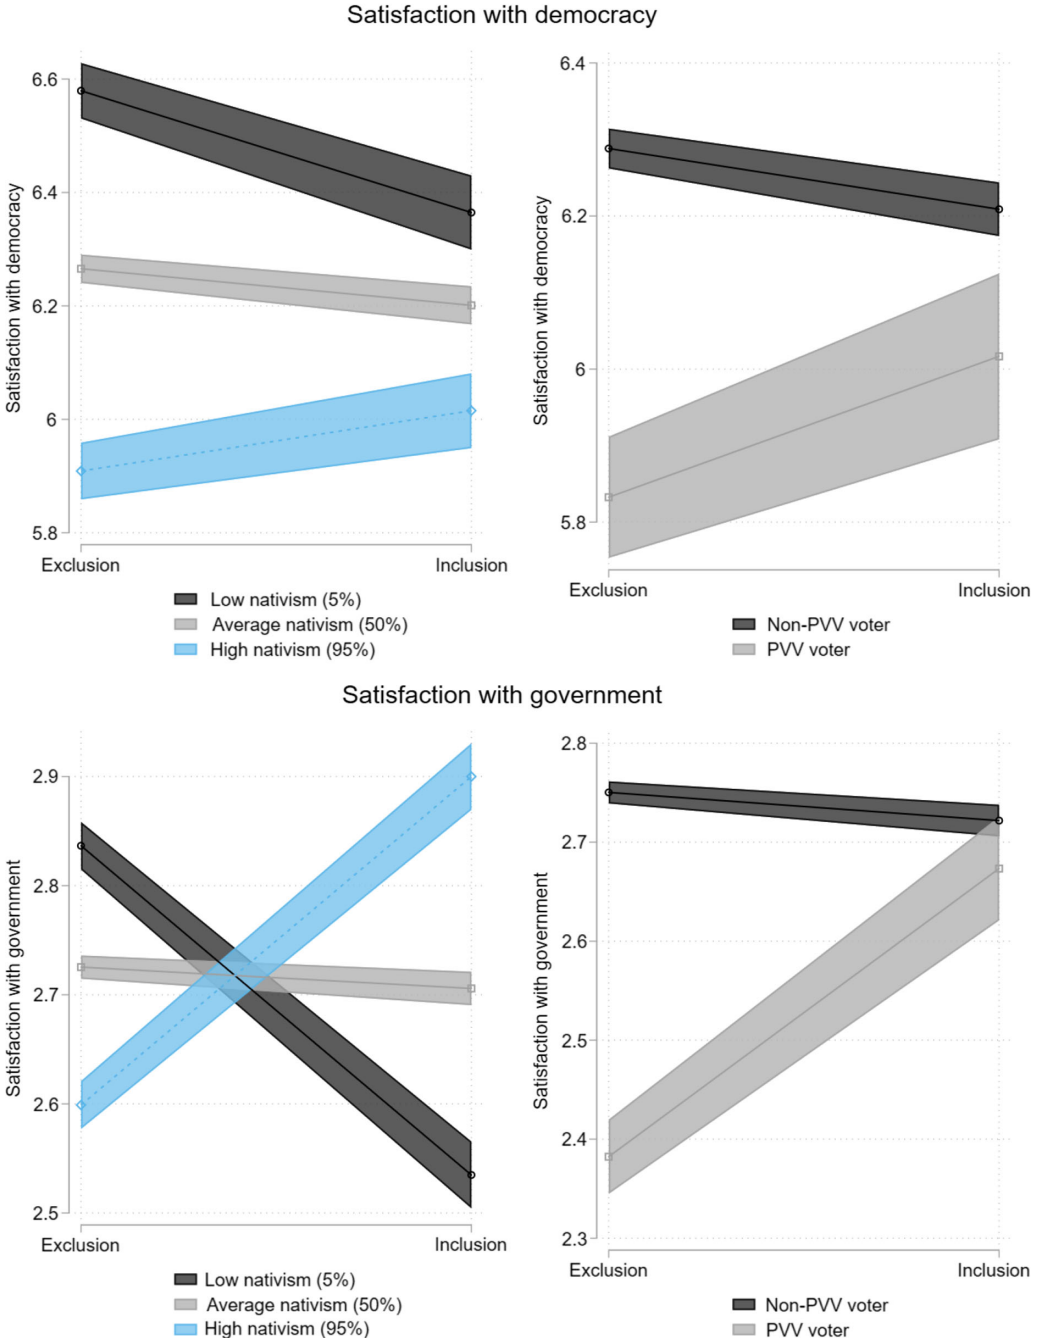 Satisfaction with democracy
Satisfaction with democracy
6.6
6.4
6.2
6
5.8
Exclusion
Inclusion
Low nativism (5%)
Average nativism (50%)
High nativism (95%)
Satisfaction with democracy
6.4
6.2
6
5.8
Exclusion
Inclusion
Non-PVV voter
PVV voter
Satisfaction with government
Satisfaction with government
2.9
2.8
2.7
2.6
2.5
Exclusion
Inclusion
Low nativism (5%)
Average nativism (50%)
High nativism (95%)
Satisfaction with government
2.8
2.7
2.6
2.5
2.4
2.3
Exclusion
Inclusion
Non-PVV voter
PVV voter